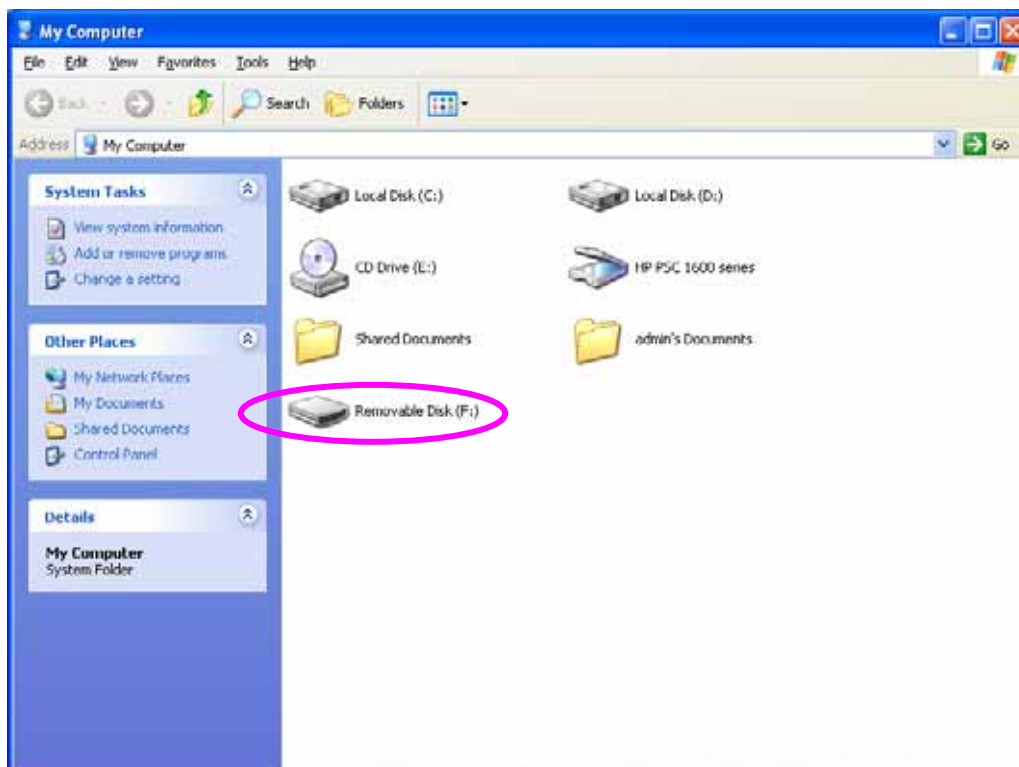 My Computer
File Edit View Favorites Tools Help
Back Search Folders
Address My Computer Go
System Tasks
View system information
Add or remove programs
Change a setting
Other Places
My Network Places
My Documents
Shared Documents
Control Panel
Details
My Computer
System Folder
Local Disk (C:) Local Disk (D:)
CD Drive (E:) HP PSC 1600 series
Shared Documents admin's Documents
Removable Disk (F:)